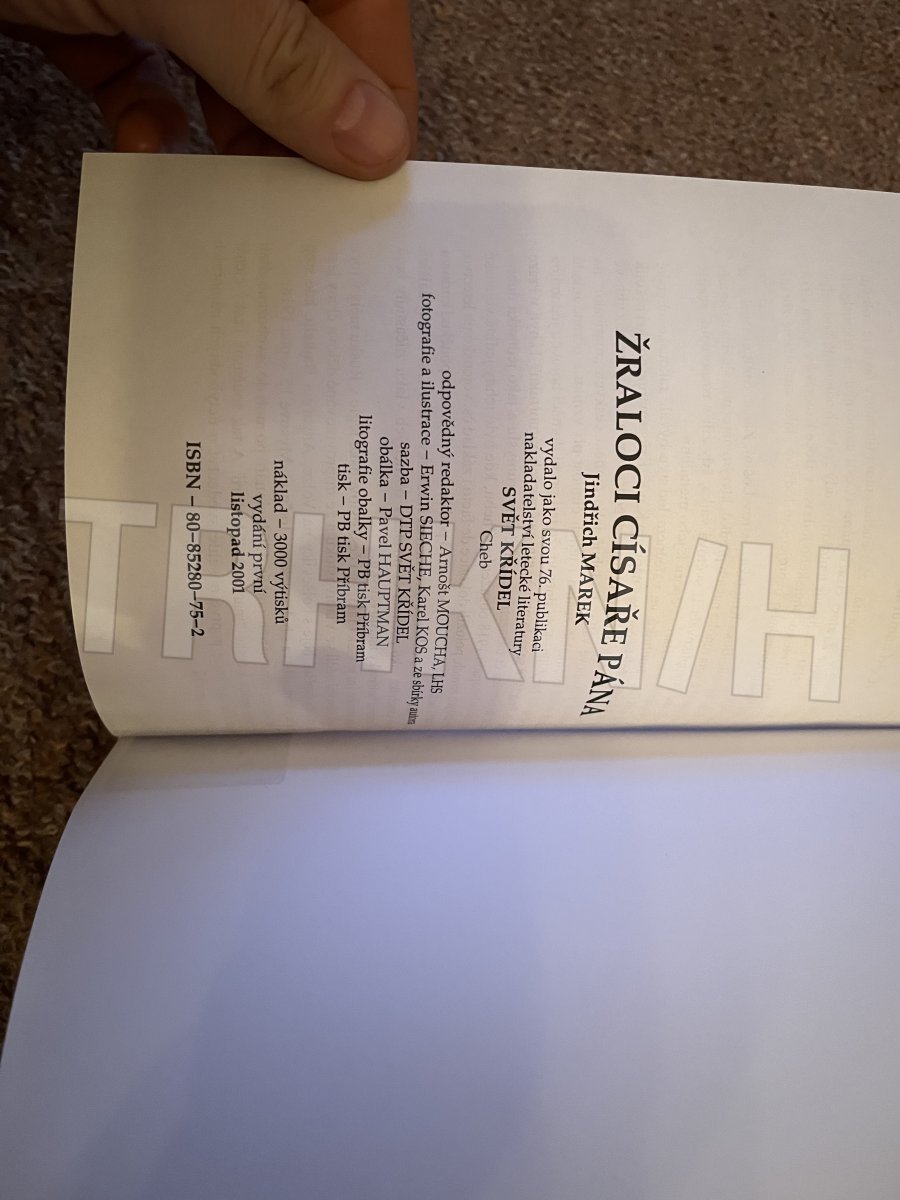 ŽRALOCI CÍSAŘE PÁNA
Jindřich MAREK
vydalo jako svou 76. publikaci
nakladatelství letecké literatury
SVĚT KŘÍDEL
Cheb
odpovědný redaktor – Arnošt MOUCHA, LHS
fotografie a ilustrace – Erwin SIECHE, Karel KOS a ze sbírky autora
sazba – DTP SVĚT KŘÍDEL
obálka – Pavel HAUPTMAN
litografie obalky – PB tisk Příbram
tisk – PB tisk Příbram
náklad – 3000 výtisků
vydání první
listopad 2001
ISBN – 80–85280–75–2